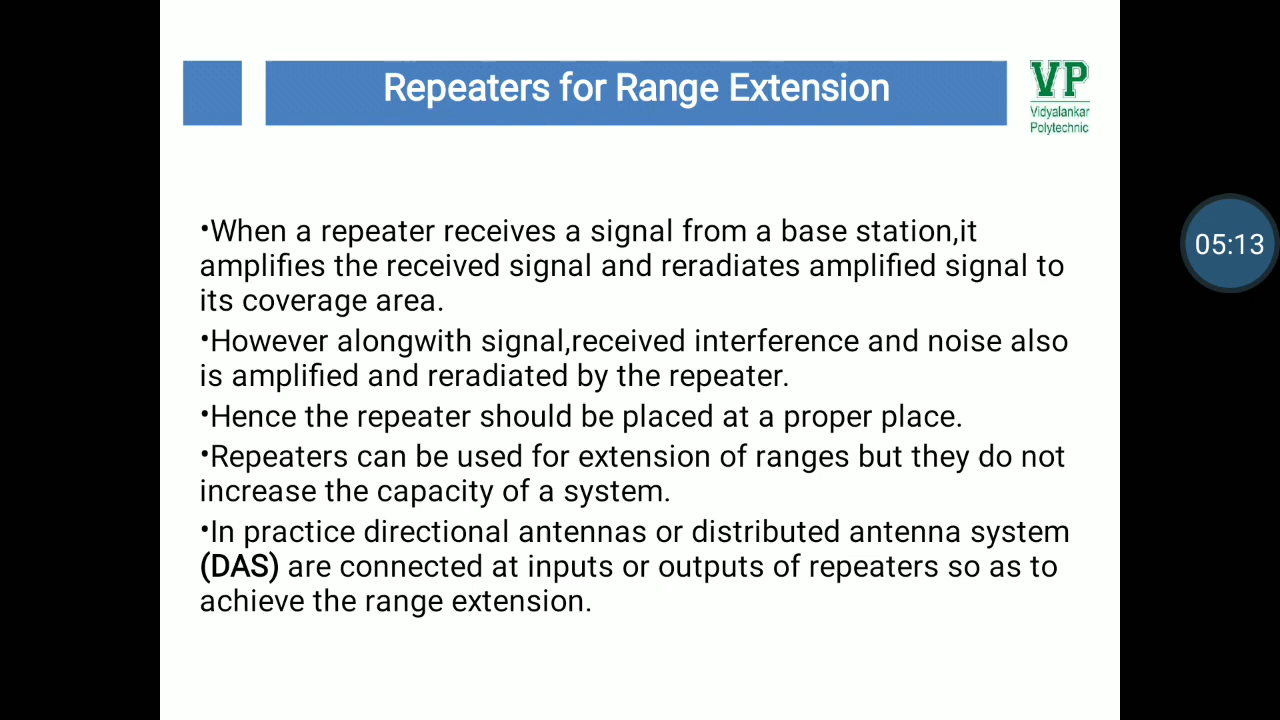 Repeaters for Range Extension
VP
Vidyalankar
Polytechnic
•When a repeater receives a signal from a base station,it
amplifies the received signal and reradiates amplified signal to
its coverage area.
•However alongwith signal,received interference and noise also
is amplified and reradiated by the repeater.
•Hence the repeater should be placed at a proper place.
•Repeaters can be used for extension of ranges but they do not
increase the capacity of a system.
•In practice directional antennas or distributed antenna system
(DAS) are connected at inputs or outputs of repeaters so as to
achieve the range extension.
05:13